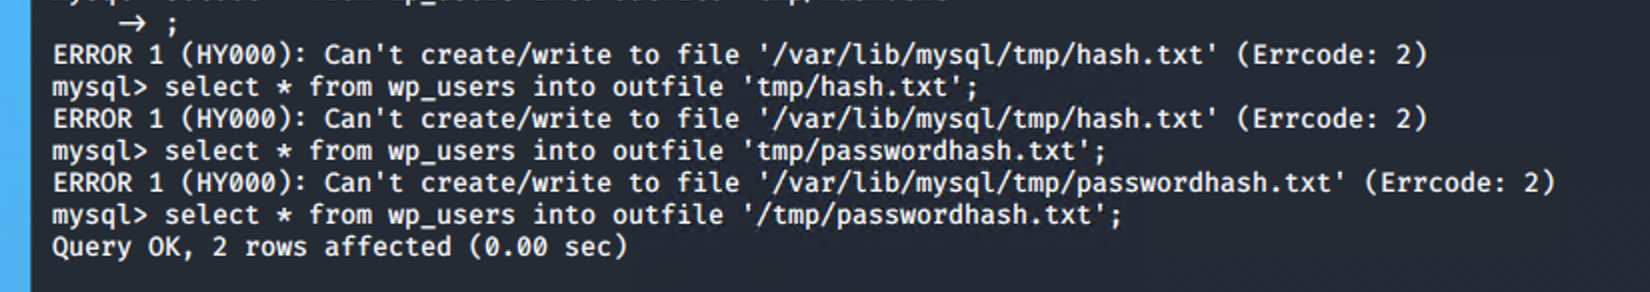 → ;
ERROR 1 (HY000): Can't create/write to file '/var/lib/mysql/tmp/hash.txt' (Errcode: 2)
mysql> select * from wp_users into outfile 'tmp/hash.txt';
ERROR 1 (HY000): Can't create/write to file '/var/lib/mysql/tmp/hash.txt' (Errcode: 2)
mysql> select * from wp_users into outfile 'tmp/passwordhash.txt';
ERROR 1 (HY000): Can't create/write to file '/var/lib/mysql/tmp/passwordhash.txt' (Errcode: 2)
mysql> select * from wp_users into outfile '/tmp/passwordhash.txt';
Query OK, 2 rows affected (0.00 sec)